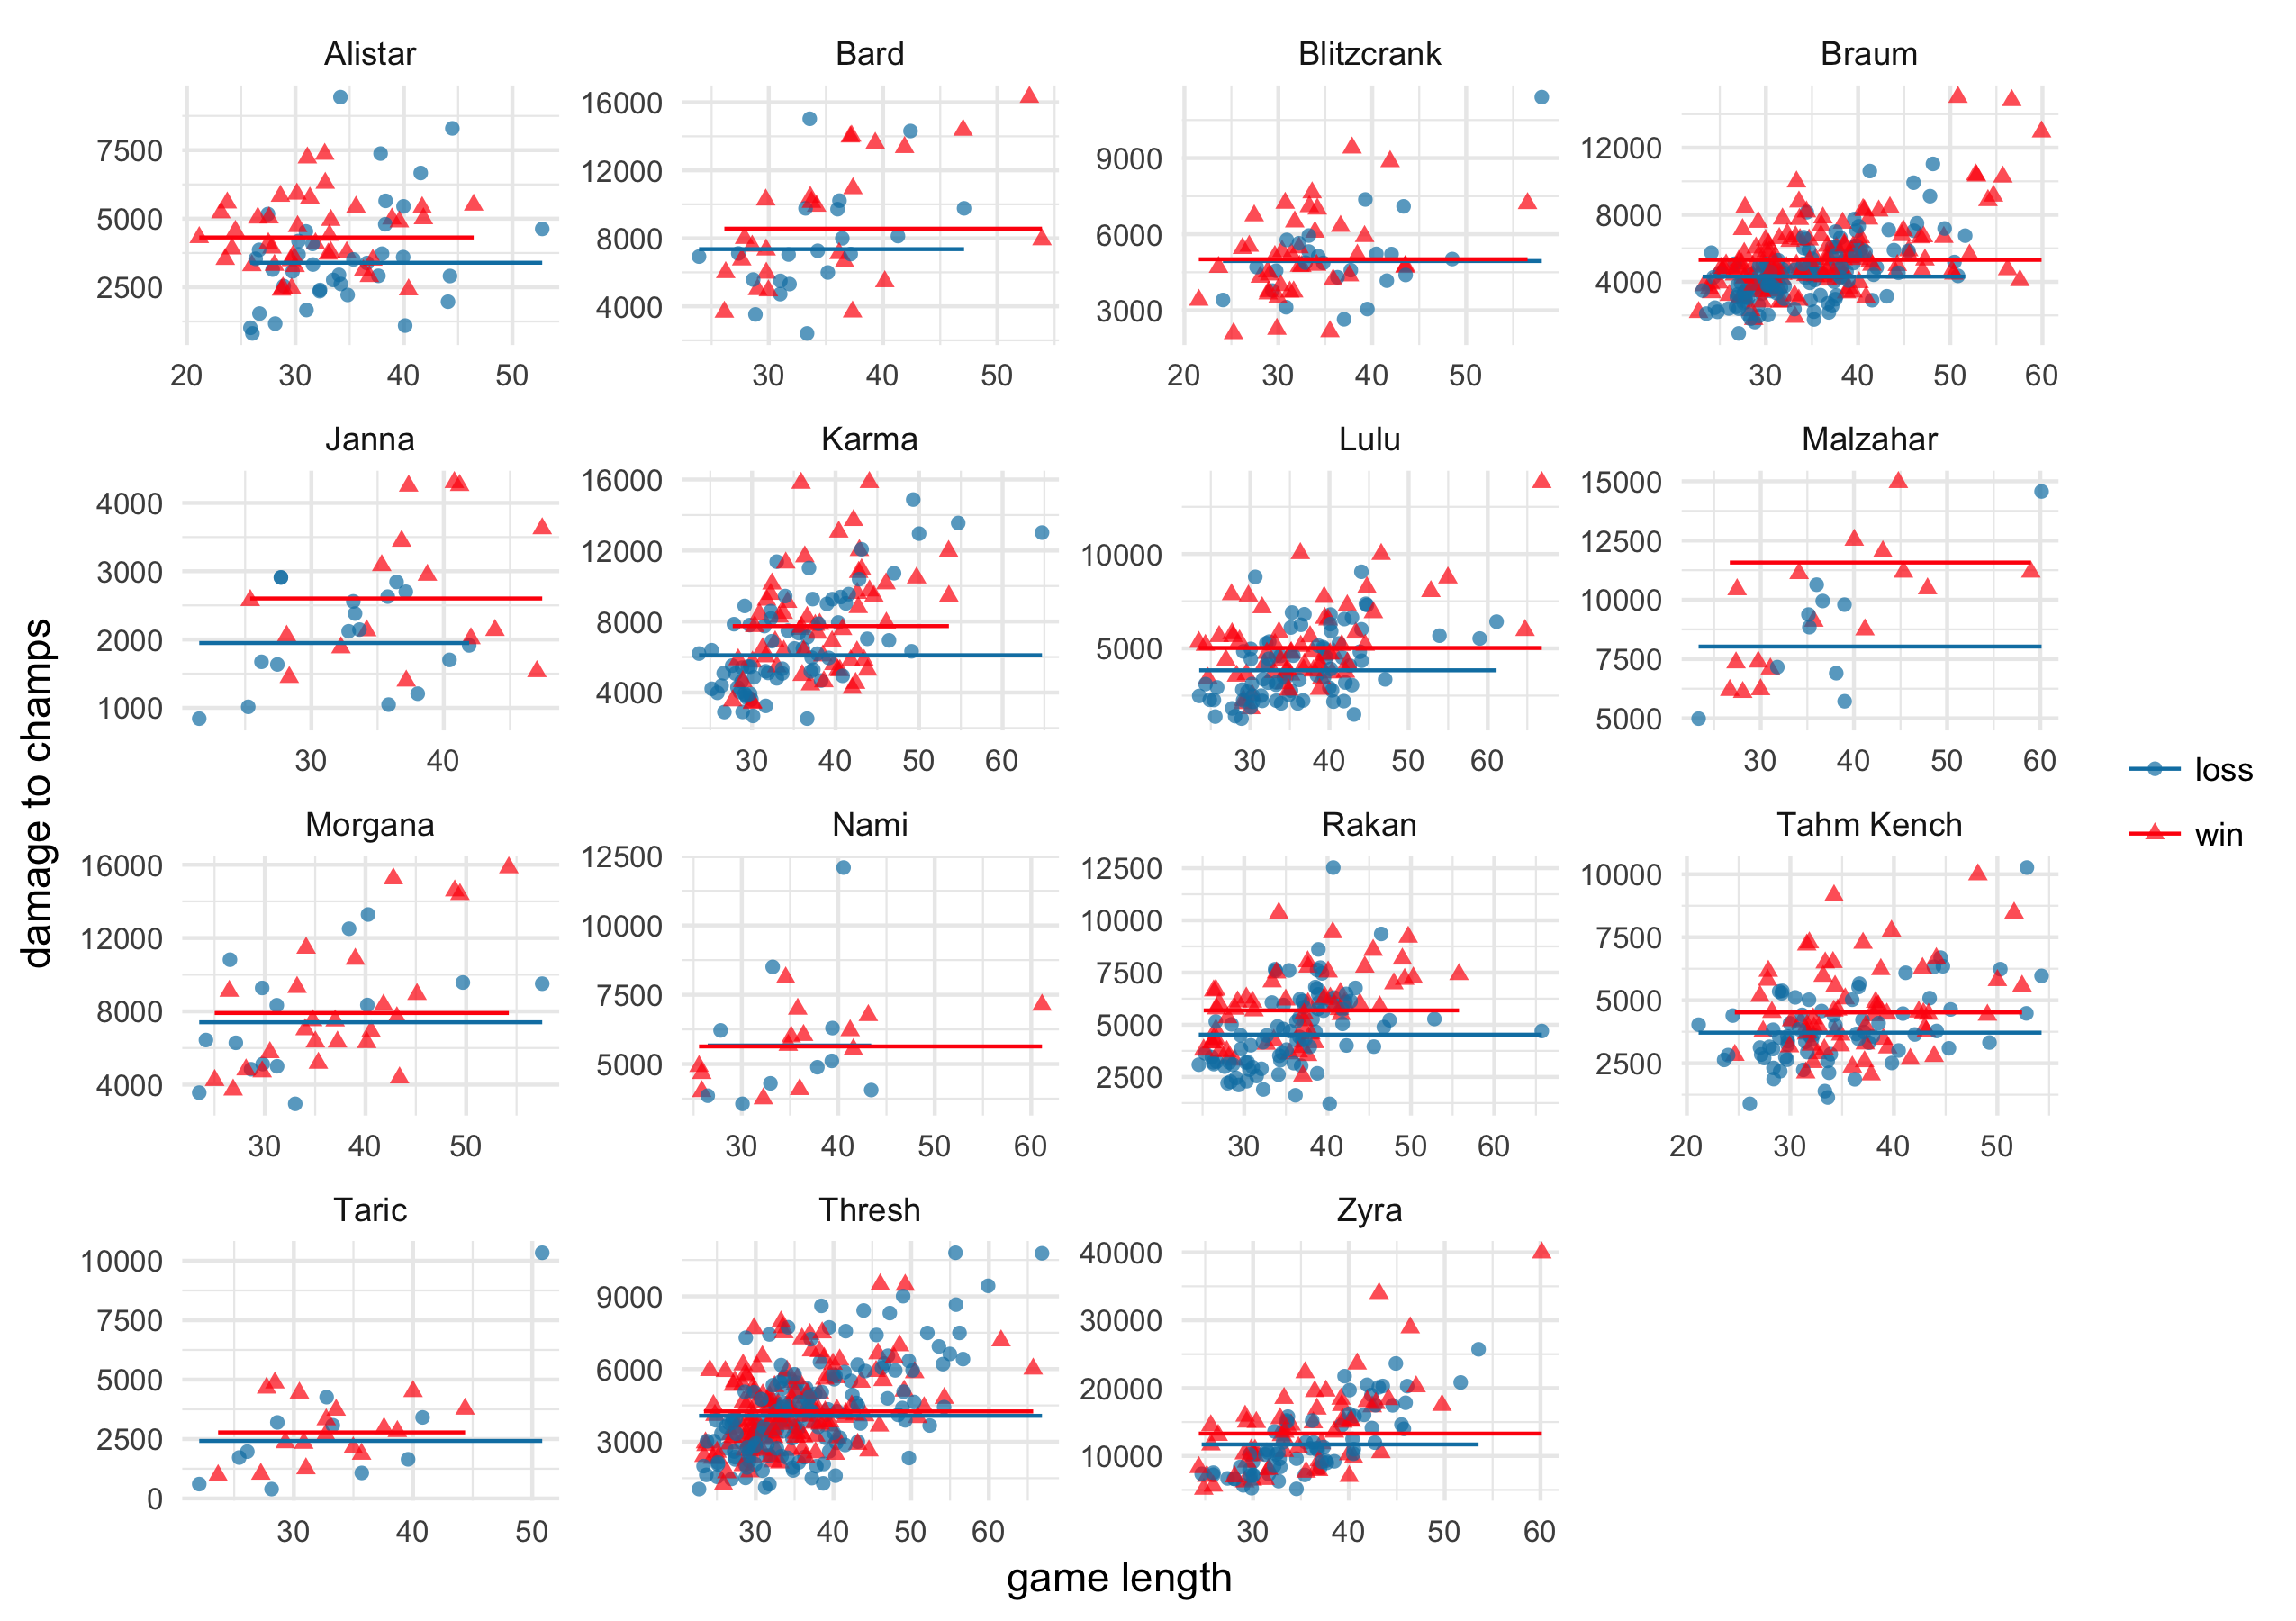 Alistar
Bard
Blitzcrank
Braum
7500
5000
2500
20 30 40 50
16000
12000
8000
4000
30 40 50
9000
6000
3000
20 30 40 50
12000
8000
4000
30 40 50 60
Janna
Karma
Lulu
Malzahar
4000
3000
2000
1000
30 40
16000
12000
8000
4000
30 40 50 60
10000
5000
30 40 50 60
15000
12500
10000
7500
5000
30 40 50 60
Morgana
Nami
Rakan
Tahm Kench
16000
12000
8000
4000
30 40 50
12500
10000
7500
5000
30 40 50 60
12500
10000
7500
5000
2500
30 40 50 60
10000
7500
5000
2500
20 30 40 50
Taric
Thresh
Zyra
10000
7500
5000
2500
0
30 40 50
9000
6000
3000
30 40 50 60
40000
30000
20000
10000
30 40 50 60
damage to champs
game length
loss
win